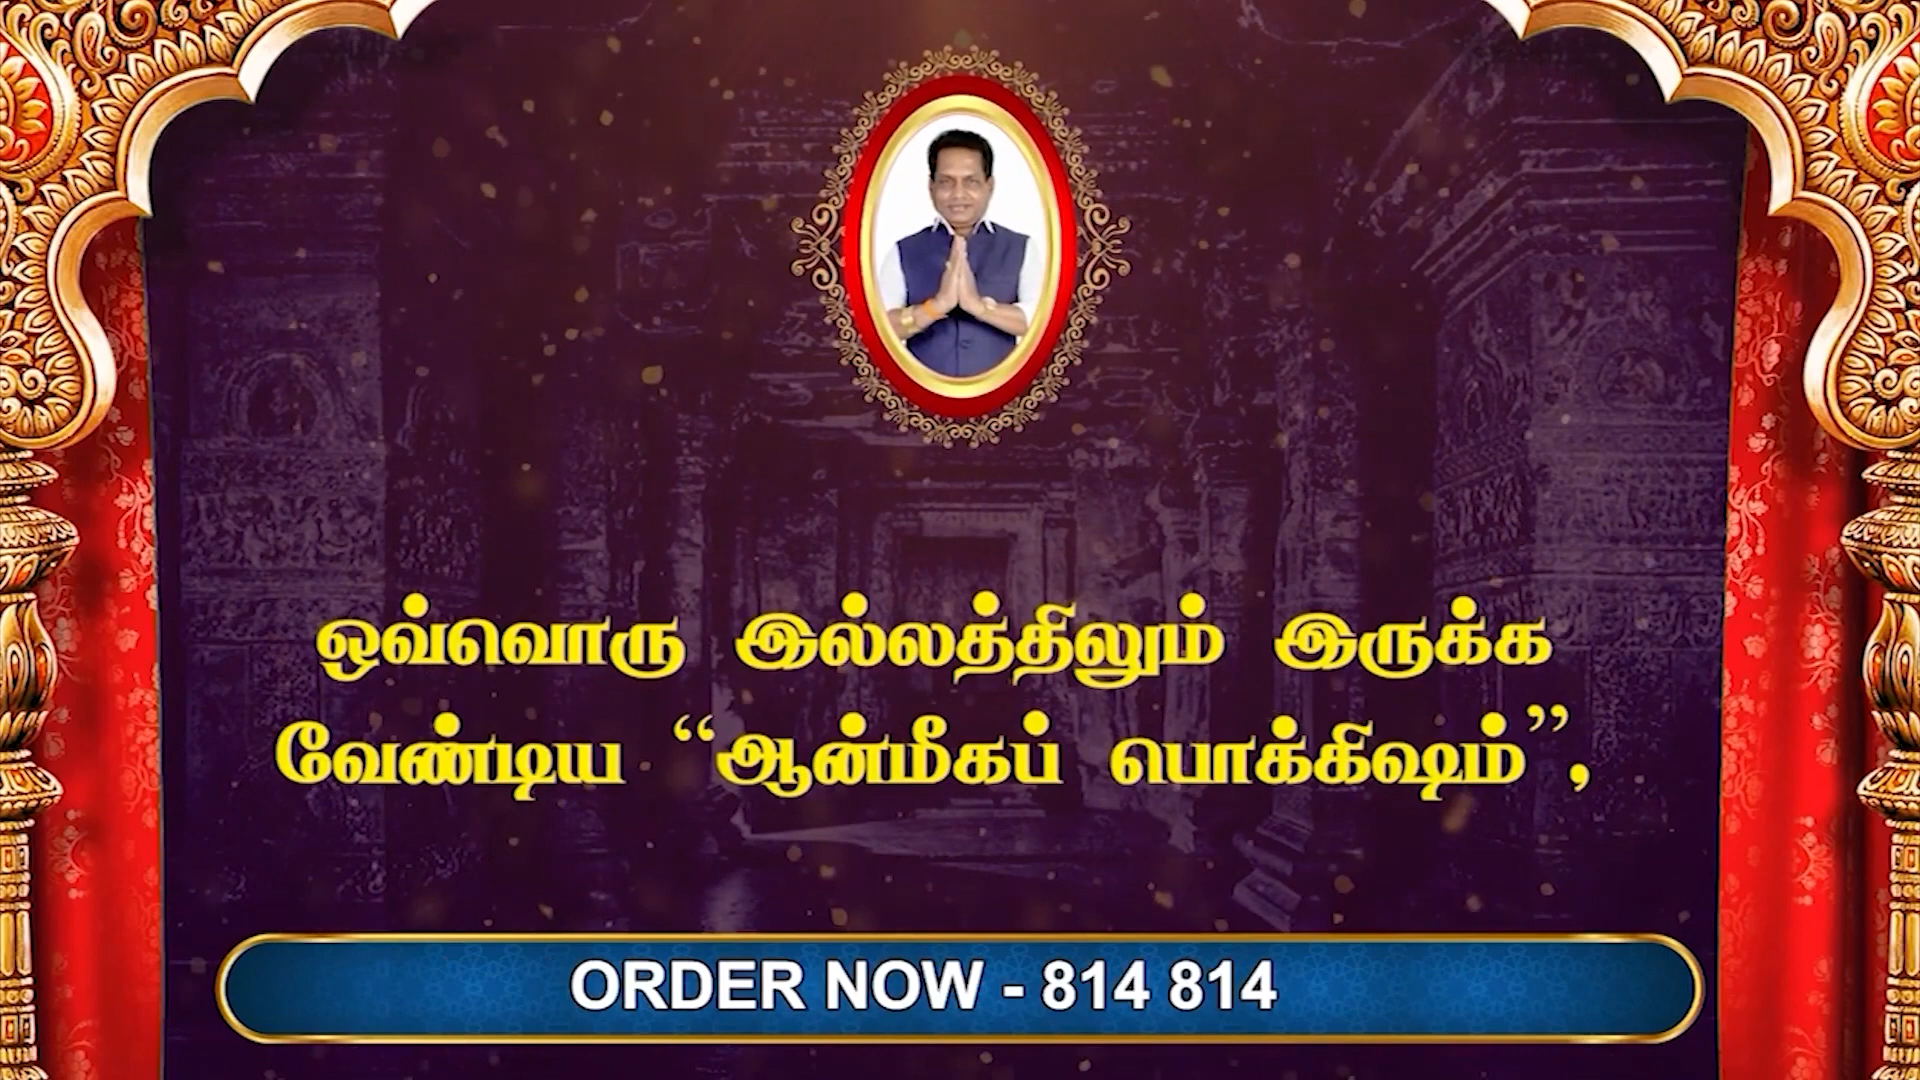 ஒவ்வொரு இல்லத்திலும் இருக்க
வேண்டிய “ஆன்மீகப் பொக்கிஷம்”,
ORDER NOW - 814 814